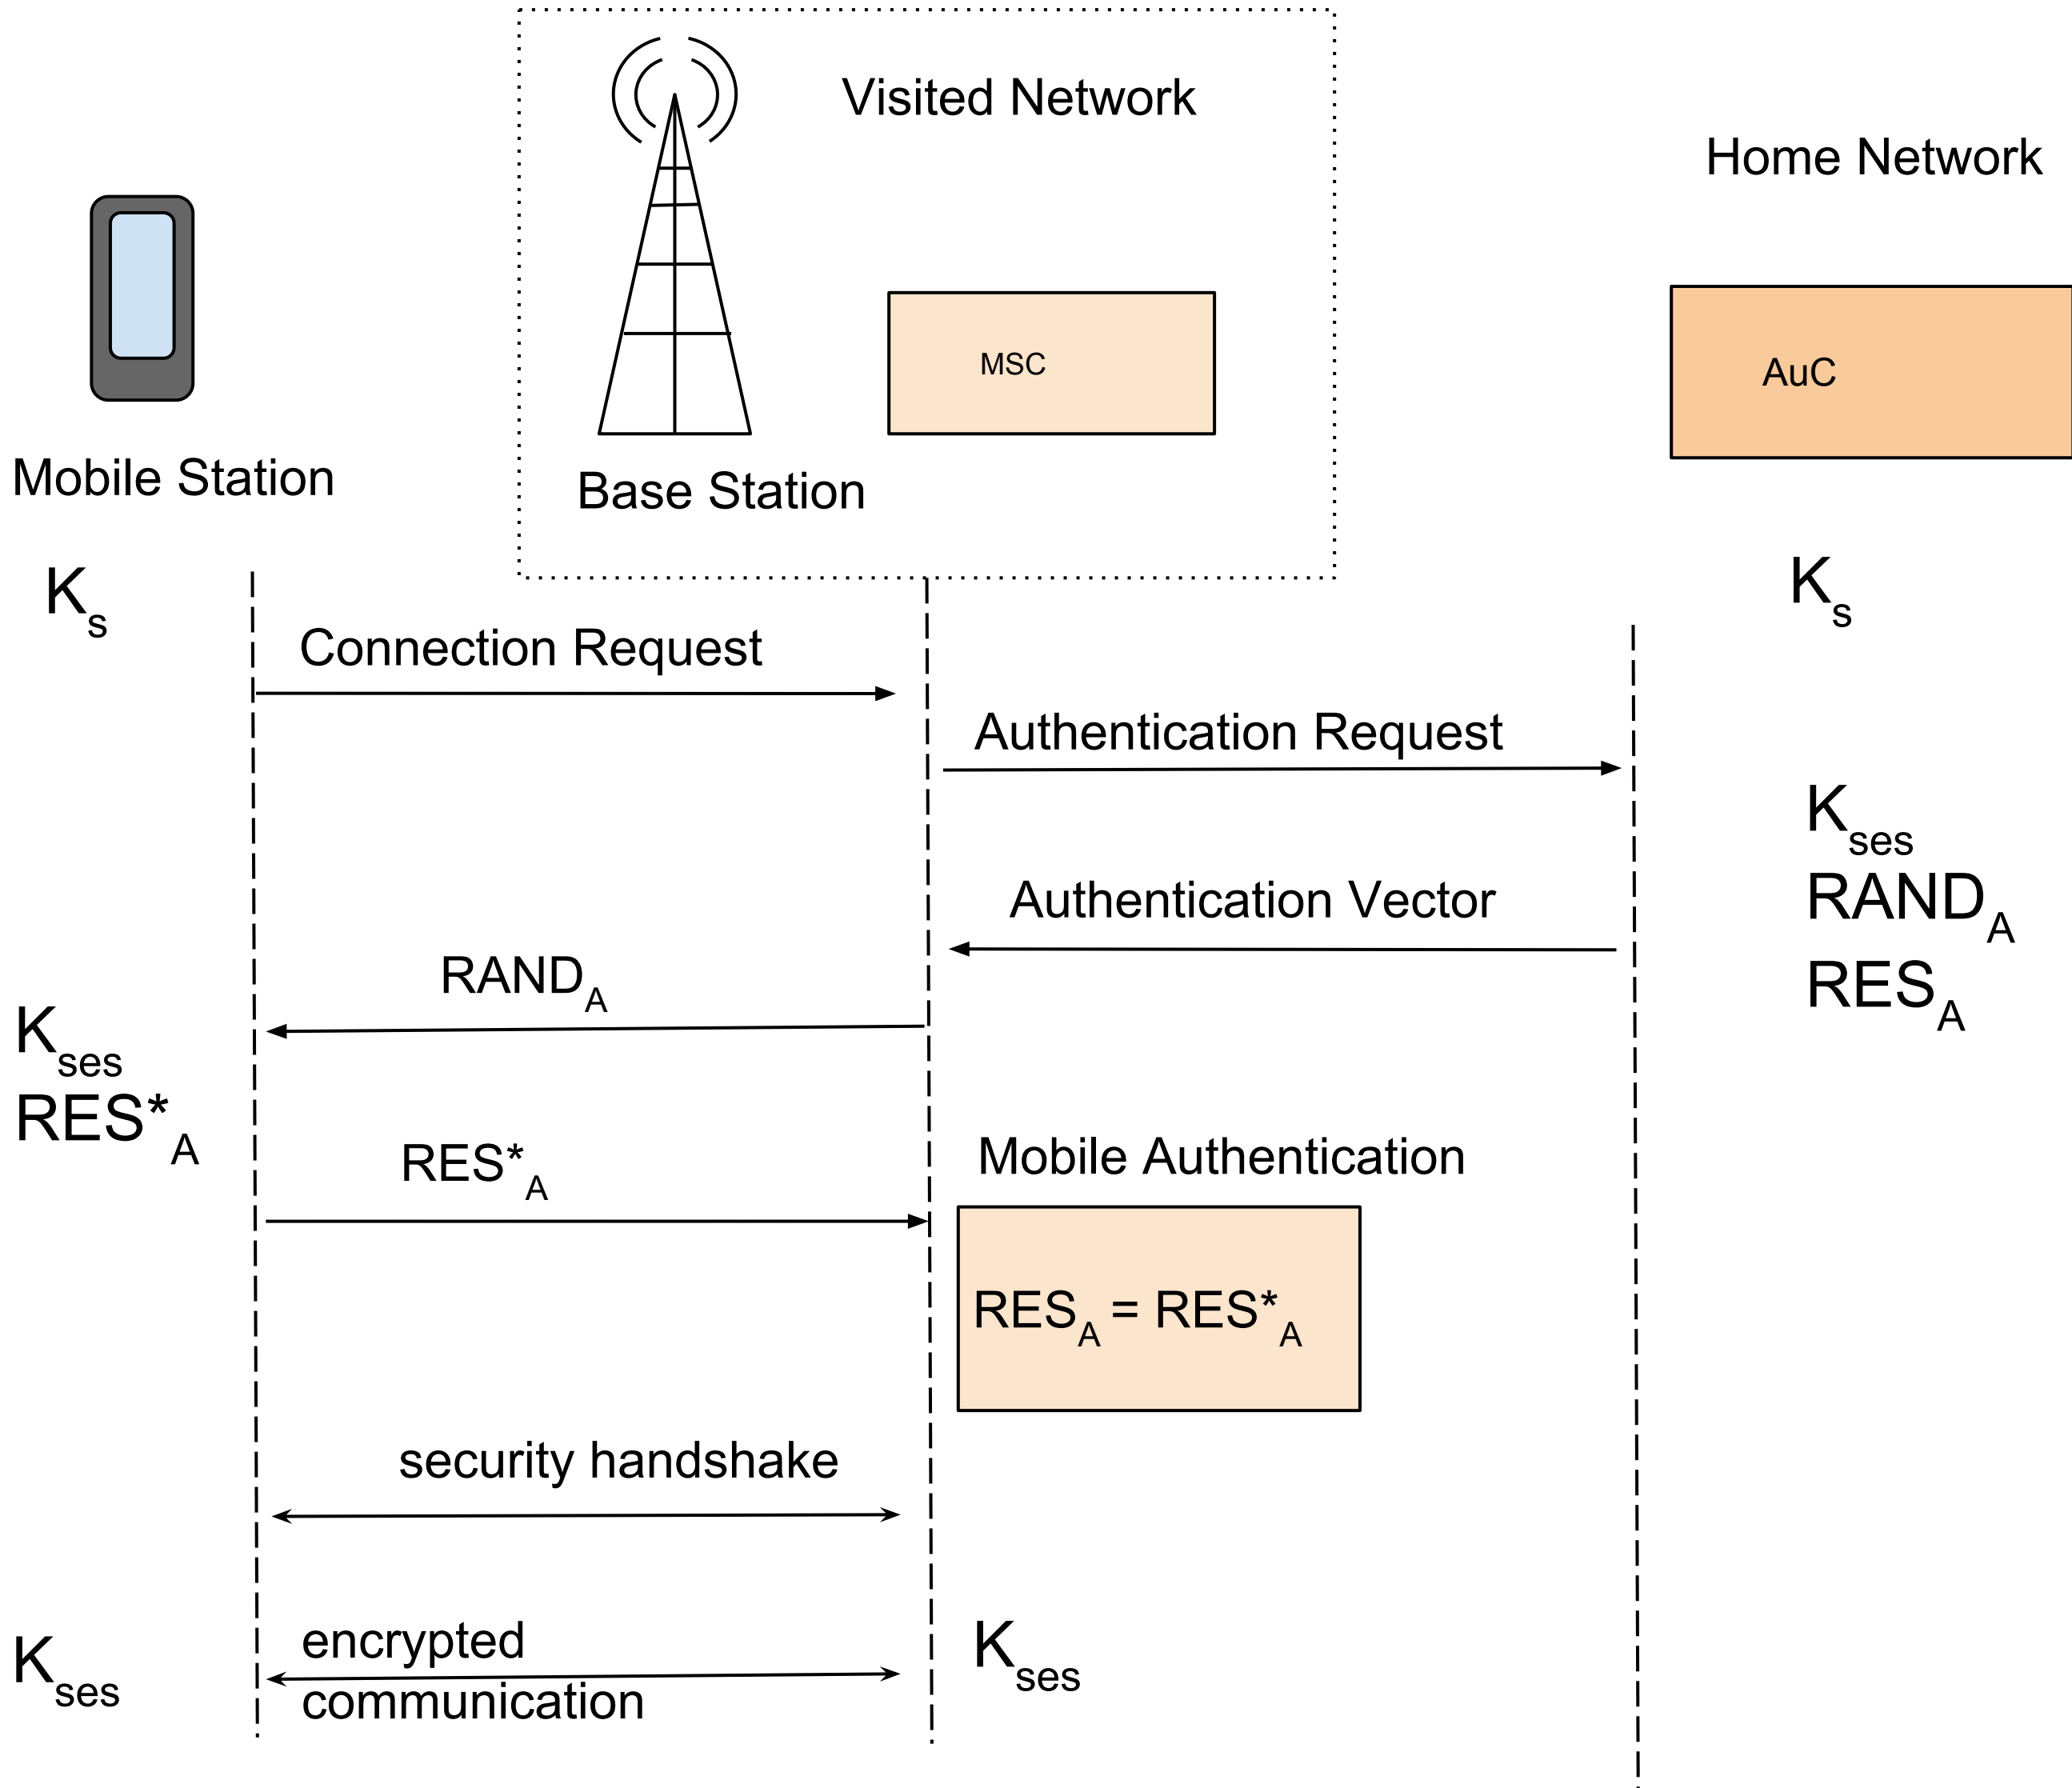 Visited Network
Home Network
MSC
AuC
Mobile Station
Base Station
Ks
Ks
Connection Request
Authentication Request
Kses
Authentication Vector
RANDA
RANDA
RESA
Kses
RES*A
RES*A
Mobile Authentication
RESA = RES*A
security handshake
Kses
encrypted
communication
Kses